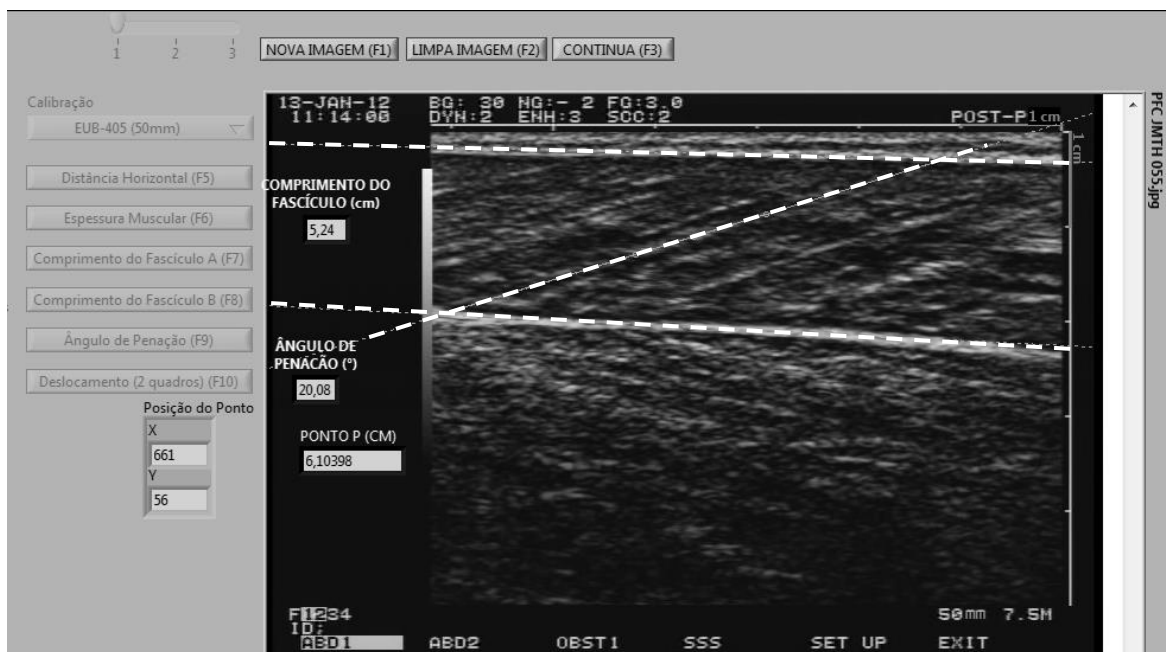 1 2 3
NOVA IMAGEM (F1) LIMPA IMAGEM (F2) CONTINUA (F3)
Calibração
EUB-405 (50mm)
Distância Horizontal (F5)
Espessura Muscular (F6)
Comprimento do Fascículo A (F7)
Comprimento do Fascículo B (F8)
Ângulo de Penação (F9)
Deslocamento (2 quadros) (F10)
Posição do Ponto
X
661
Y
56
13-JAN-12 BG: 30 NG:- 2 FG:3.0
11:14:00 DYN:2 ENH:3 SCC:2 POST-P 1 cm
1 cm
COMPRIMENTO DO
FASCÍCULO (cm)
5,24
ÂNGULO DE
PENACÃO (°)
20,08
PONTO P (CM)
6,10398
F1234 50mm 7.5M
ID:
ABD1 ABD2 OBST1 SSS SET UP EXIT
PFC JMTH 055.jpg